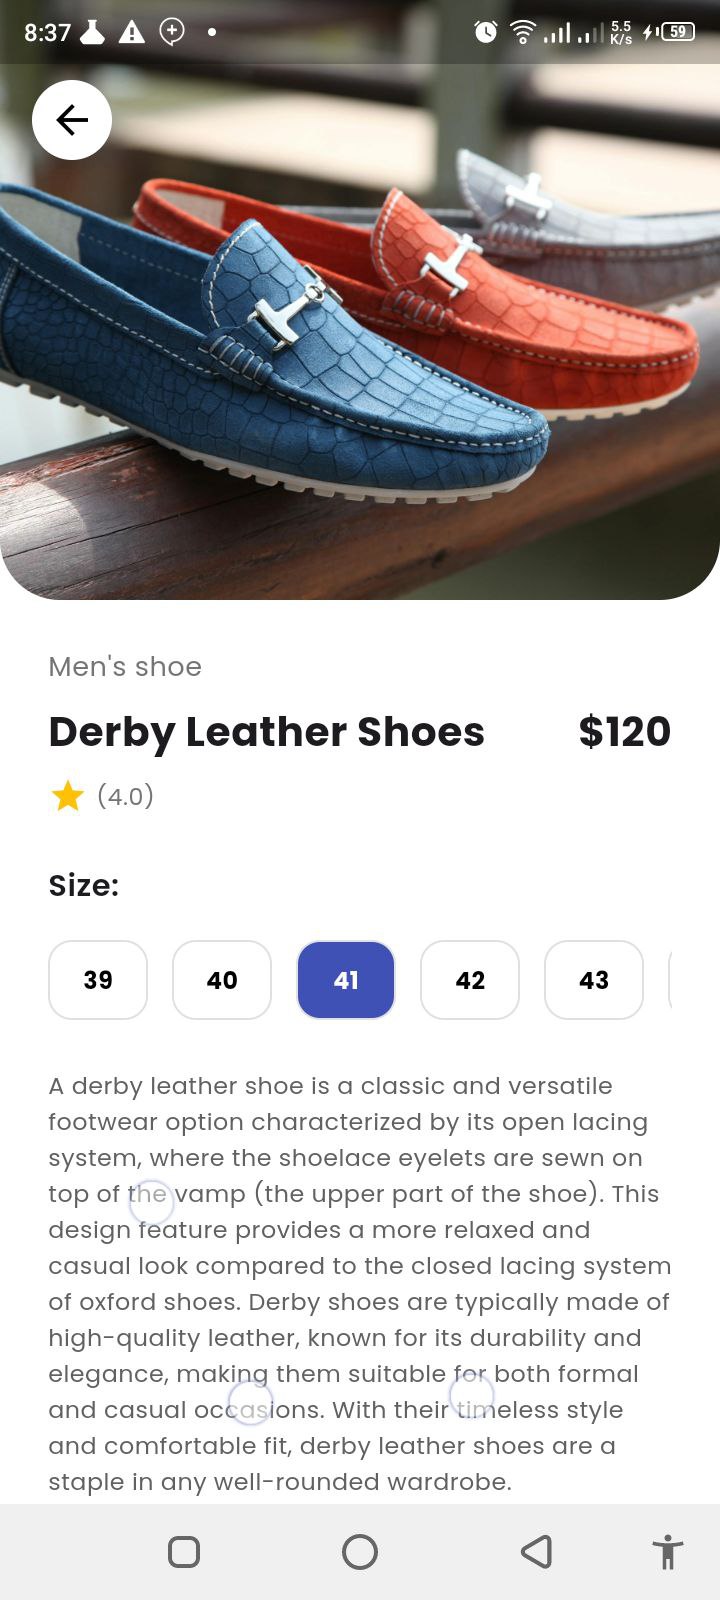 8:37
5.5
K/s
59
Men's shoe
Derby Leather Shoes $120
(4.0)
Size:
39 40 41 42 43
A derby leather shoe is a classic and versatile
footwear option characterized by its open lacing
system, where the shoelace eyelets are sewn on
top of the vamp (the upper part of the shoe). This
design feature provides a more relaxed and
casual look compared to the closed lacing system
of oxford shoes. Derby shoes are typically made of
high-quality leather, known for its durability and
elegance, making them suitable for both formal
and casual occasions. With their timeless style
and comfortable fit, derby leather shoes are a
staple in any well-rounded wardrobe.